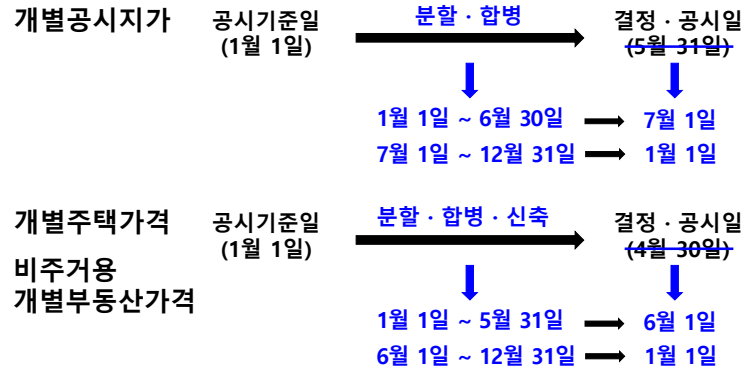 개별공시지가 공시기준일 분할 · 합병 결정 · 공시일
(1월 1일) (5월 31일)
1월 1일 ~ 6월 30일 7월 1일
7월 1일 ~ 12월 31일 1월 1일
개별주택가격 공시기준일 분할 · 합병 · 신축 결정 · 공시일
(1월 1일) (4월 30일)
비주거용
개별부동산가격
1월 1일 ~ 5월 31일 6월 1일
6월 1일 ~ 12월 31일 1월 1일